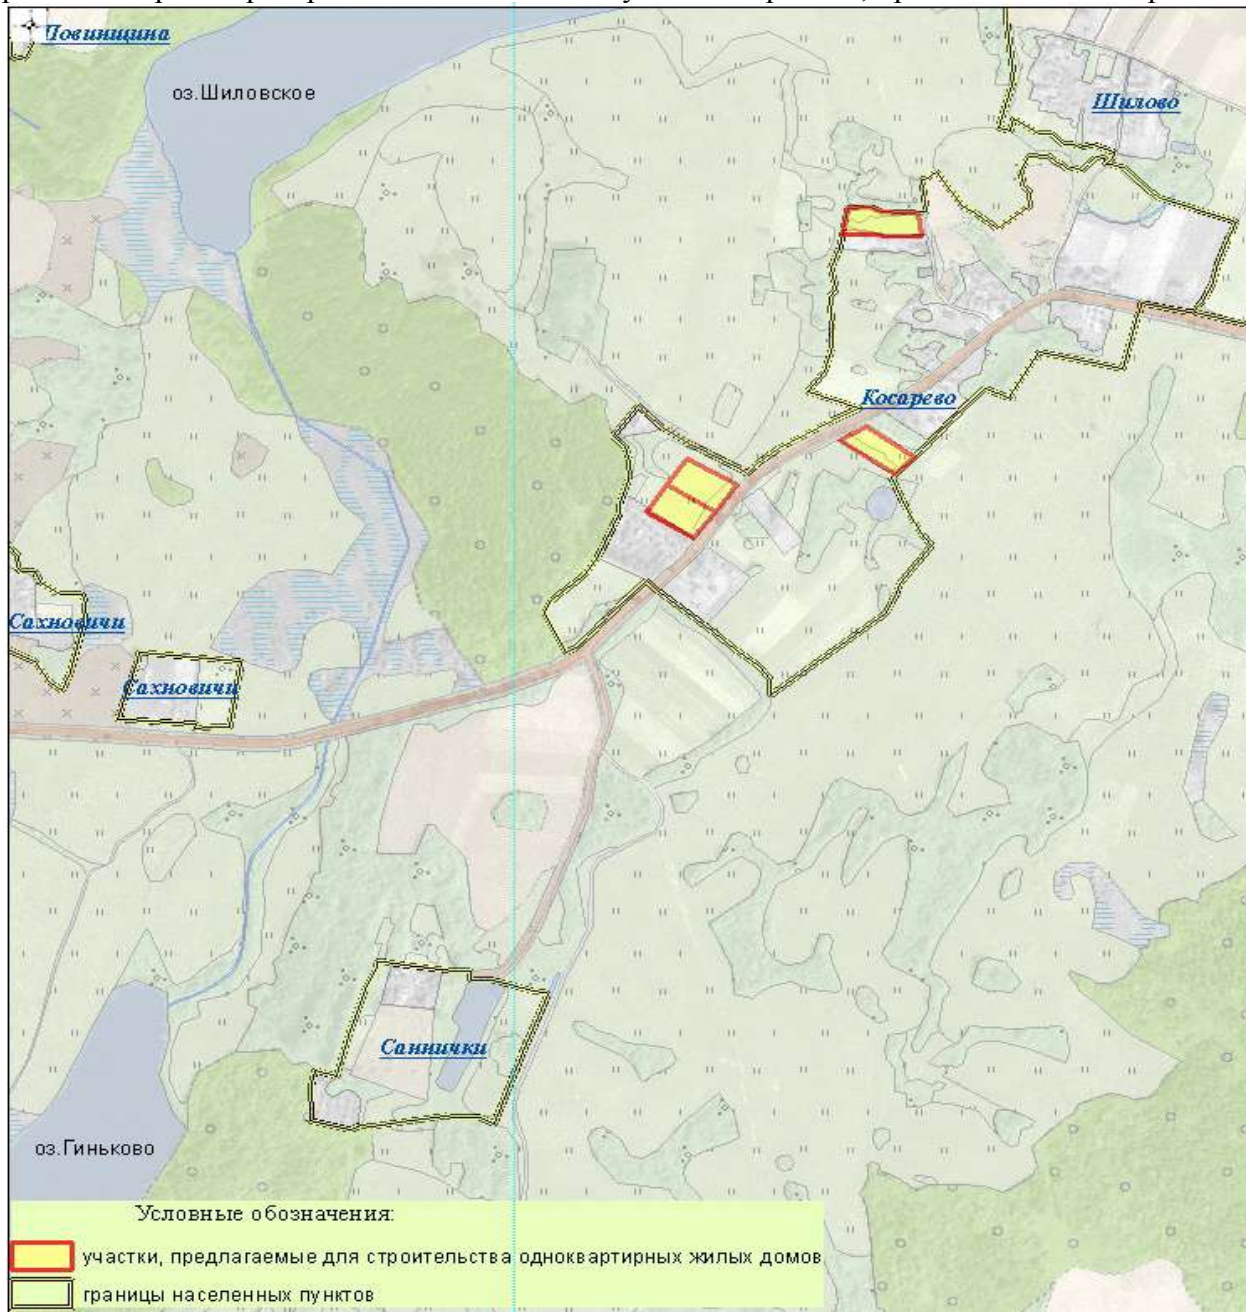 Повинщина
оз.Шиловское
Шилово
Косарево
Сахновичи
Сахновичи
Саннички
оз.Гиньково
Условные обозначения:
участки, предлагаемые для строительства одноквартирных жилых домов
границы населенных пунктов